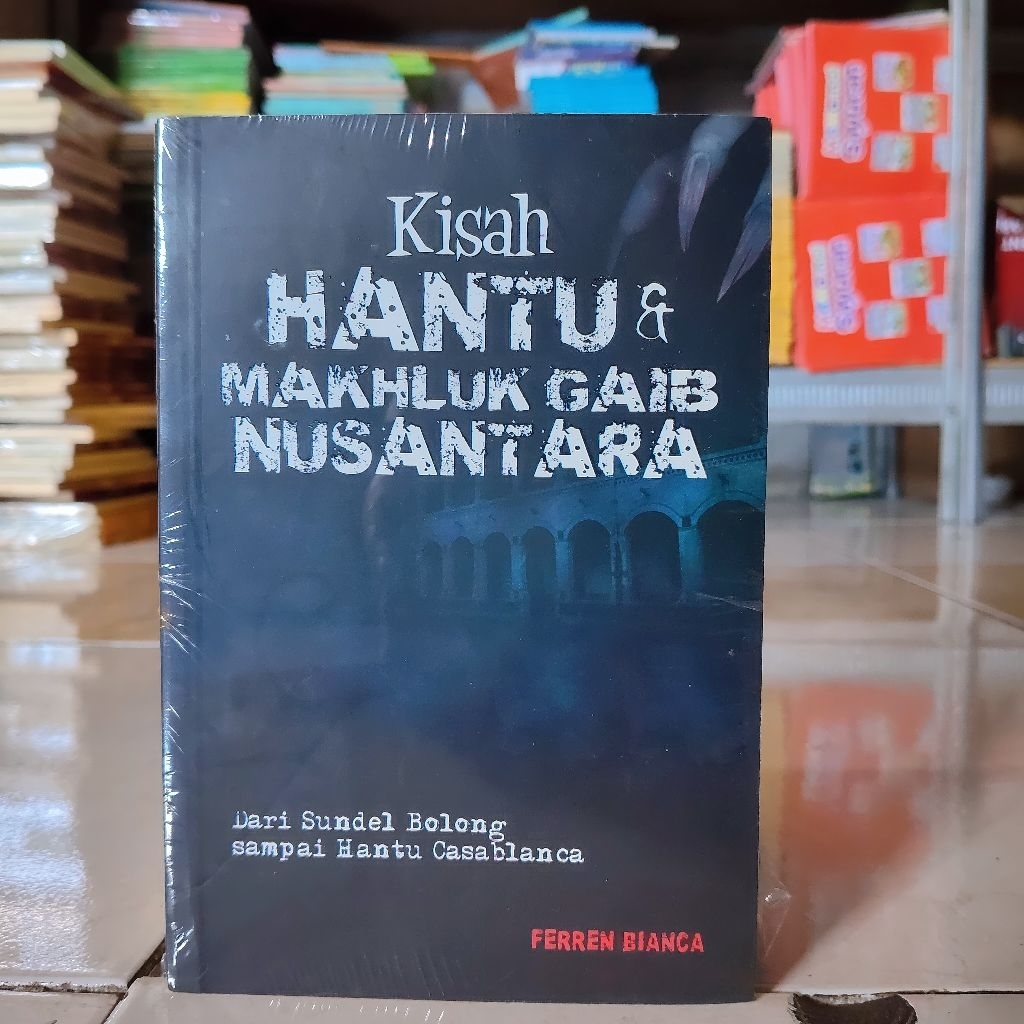 Kisah
HANTU &
MAKHLUK GAIB
NUSANTARA
Dari Sundel Bolong
sampai Hantu Casablanca
FERREN BIANCA